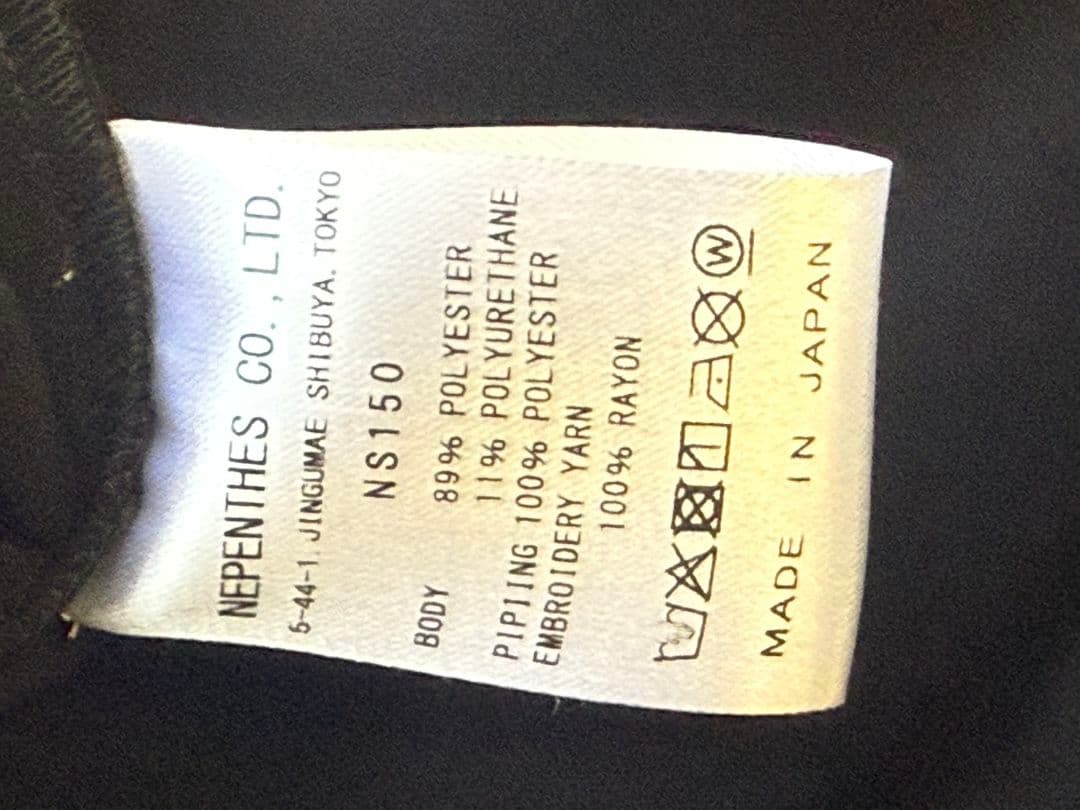 NEPENTHES CO., LTD.
5-44-1. JINGUMAE SHIBUYA. TOKYO
NS150
BODY 89% POLYESTER
11% POLYURETHANE
PIPIING 100% POLYESTER
EMBROIDERY YARN
100% RAYON
W
MADE IN JAPAN